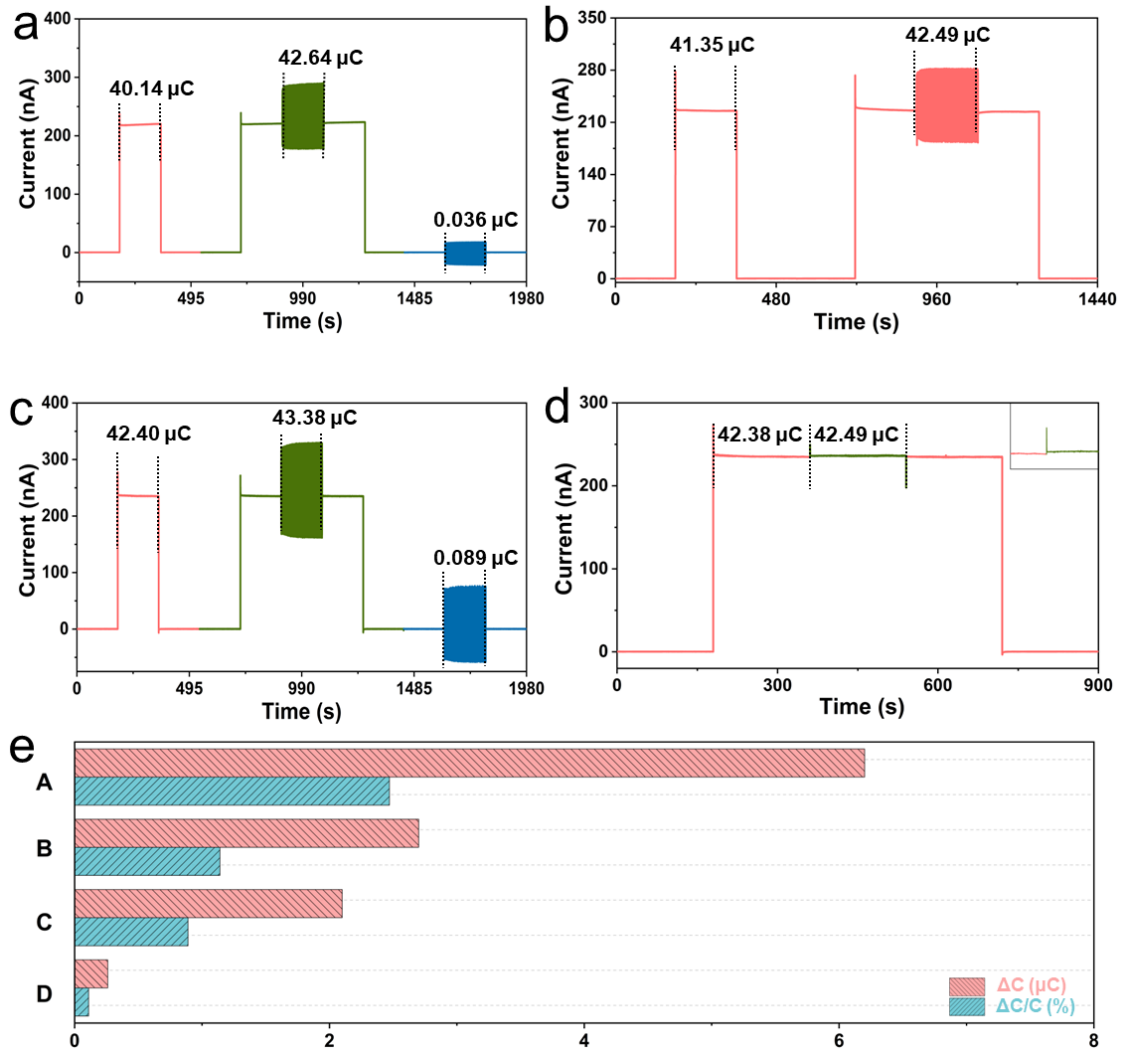 a
400
300
200
100
0
Current (nA)
40.14 μC
42.64 μC
0.036 μC
0
495
990
1485
1980
Time (s)
b
350
280
210
140
70
0
Current (nA)
41.35 μC
42.49 μC
0
480
960
1440
Time (s)
c
400
300
200
100
0
Current (nA)
42.40 μC
43.38 μC
0.089 μC
0
495
990
1485
1980
Time (s)
d
300
200
100
0
Current (nA)
42.38 μC
42.49 μC
0
300
600
900
Time (s)
e
A
B
C
D
ΔC (μC)
ΔC/C (%)
0
2
4
6
8